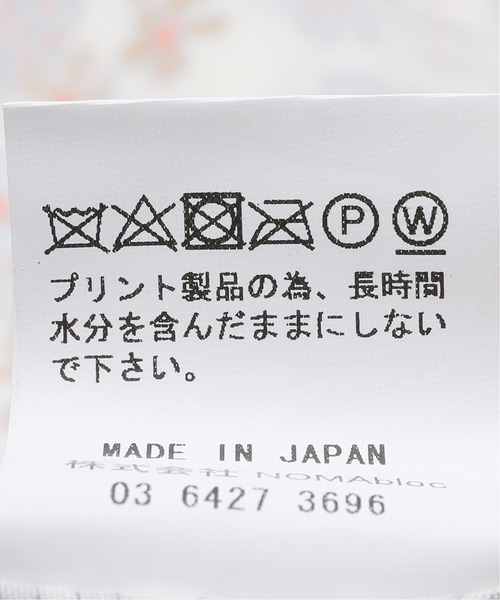 P W
プリント製品の為、長時間
水分を含んだままにしない
で下さい。
MADE IN JAPAN
株式会社 NOMAbloc
03 6427 3696